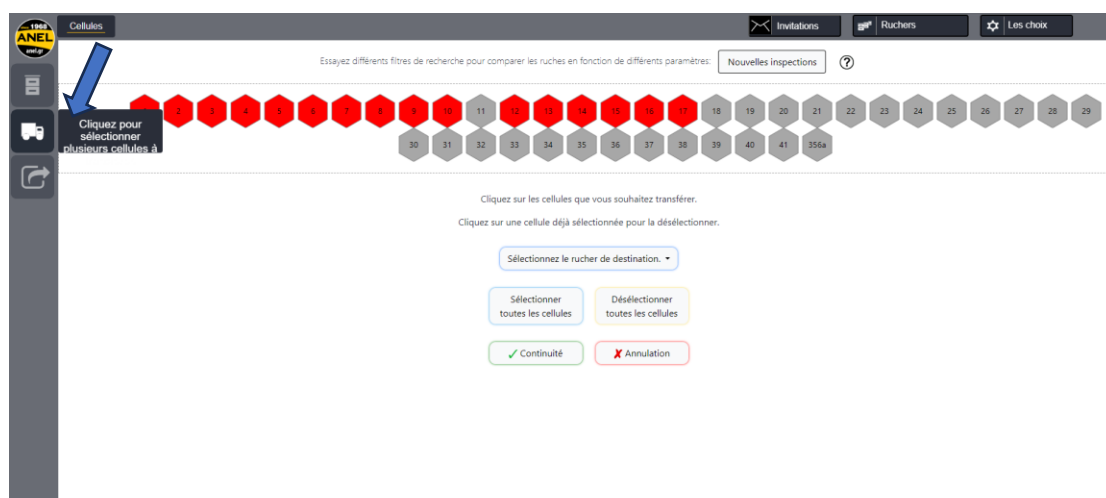 1968
ANEL
anel.gr
Cellules
Invitations
Ruchers
Les choix
Essayez différents filtres de recherche pour comparer les ruches en fonction de différents paramètres:
Nouvelles inspections
?
2 3 4 5 6 7 8 9 10 11 12 13 14 15 16 17 18 19 20 21 22 23 24 25 26 27 28 29
30 31 32 33 34 35 36 37 38 39 40 41 356a
Cliquez pour
sélectionner
plusieurs cellules à
Cliquez sur les cellules que vous souhaitez transférer.
Cliquez sur une cellule déjà sélectionnée pour la désélectionner.
Sélectionnez le rucher de destination.
Sélectionner
toutes les cellules
Désélectionner
toutes les cellules
✓ Continuité
✗ Annulation